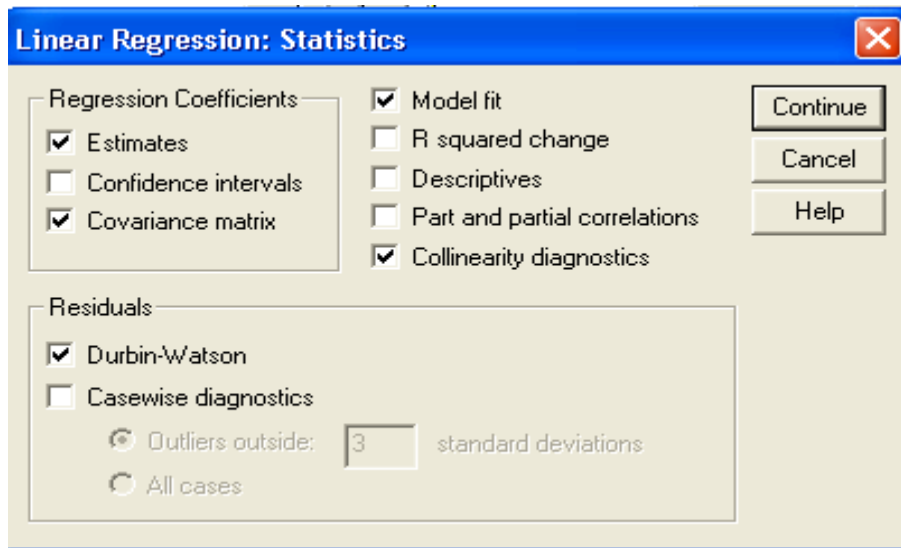 Linear Regression: Statistics
Regression Coefficients
Estimates
Confidence intervals
Covariance matrix
Model fit
R squared change
Descriptives
Part and partial correlations
Collinearity diagnostics
Continue
Cancel
Help
Residuals
Durbin-Watson
Casewise diagnostics
Outliers outside: 3 standard deviations
All cases